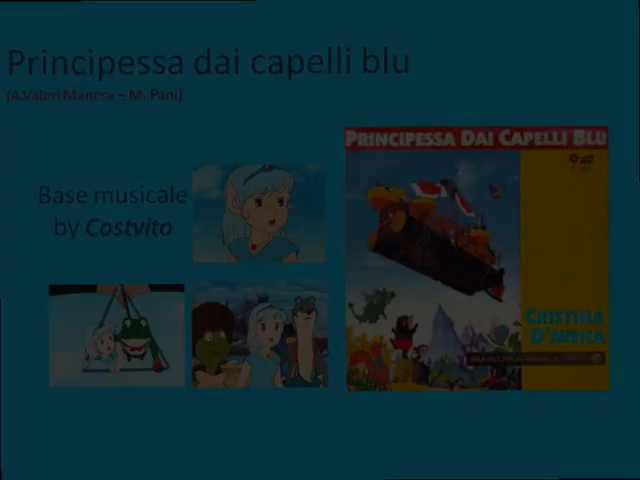 Principessa dai capelli blu
(A.Valeri Manera – M. Pani)
Base musicale
by Costvito
PRINCIPESSA DAI CAPELLI BLU
CRISTINA
D'AVENA